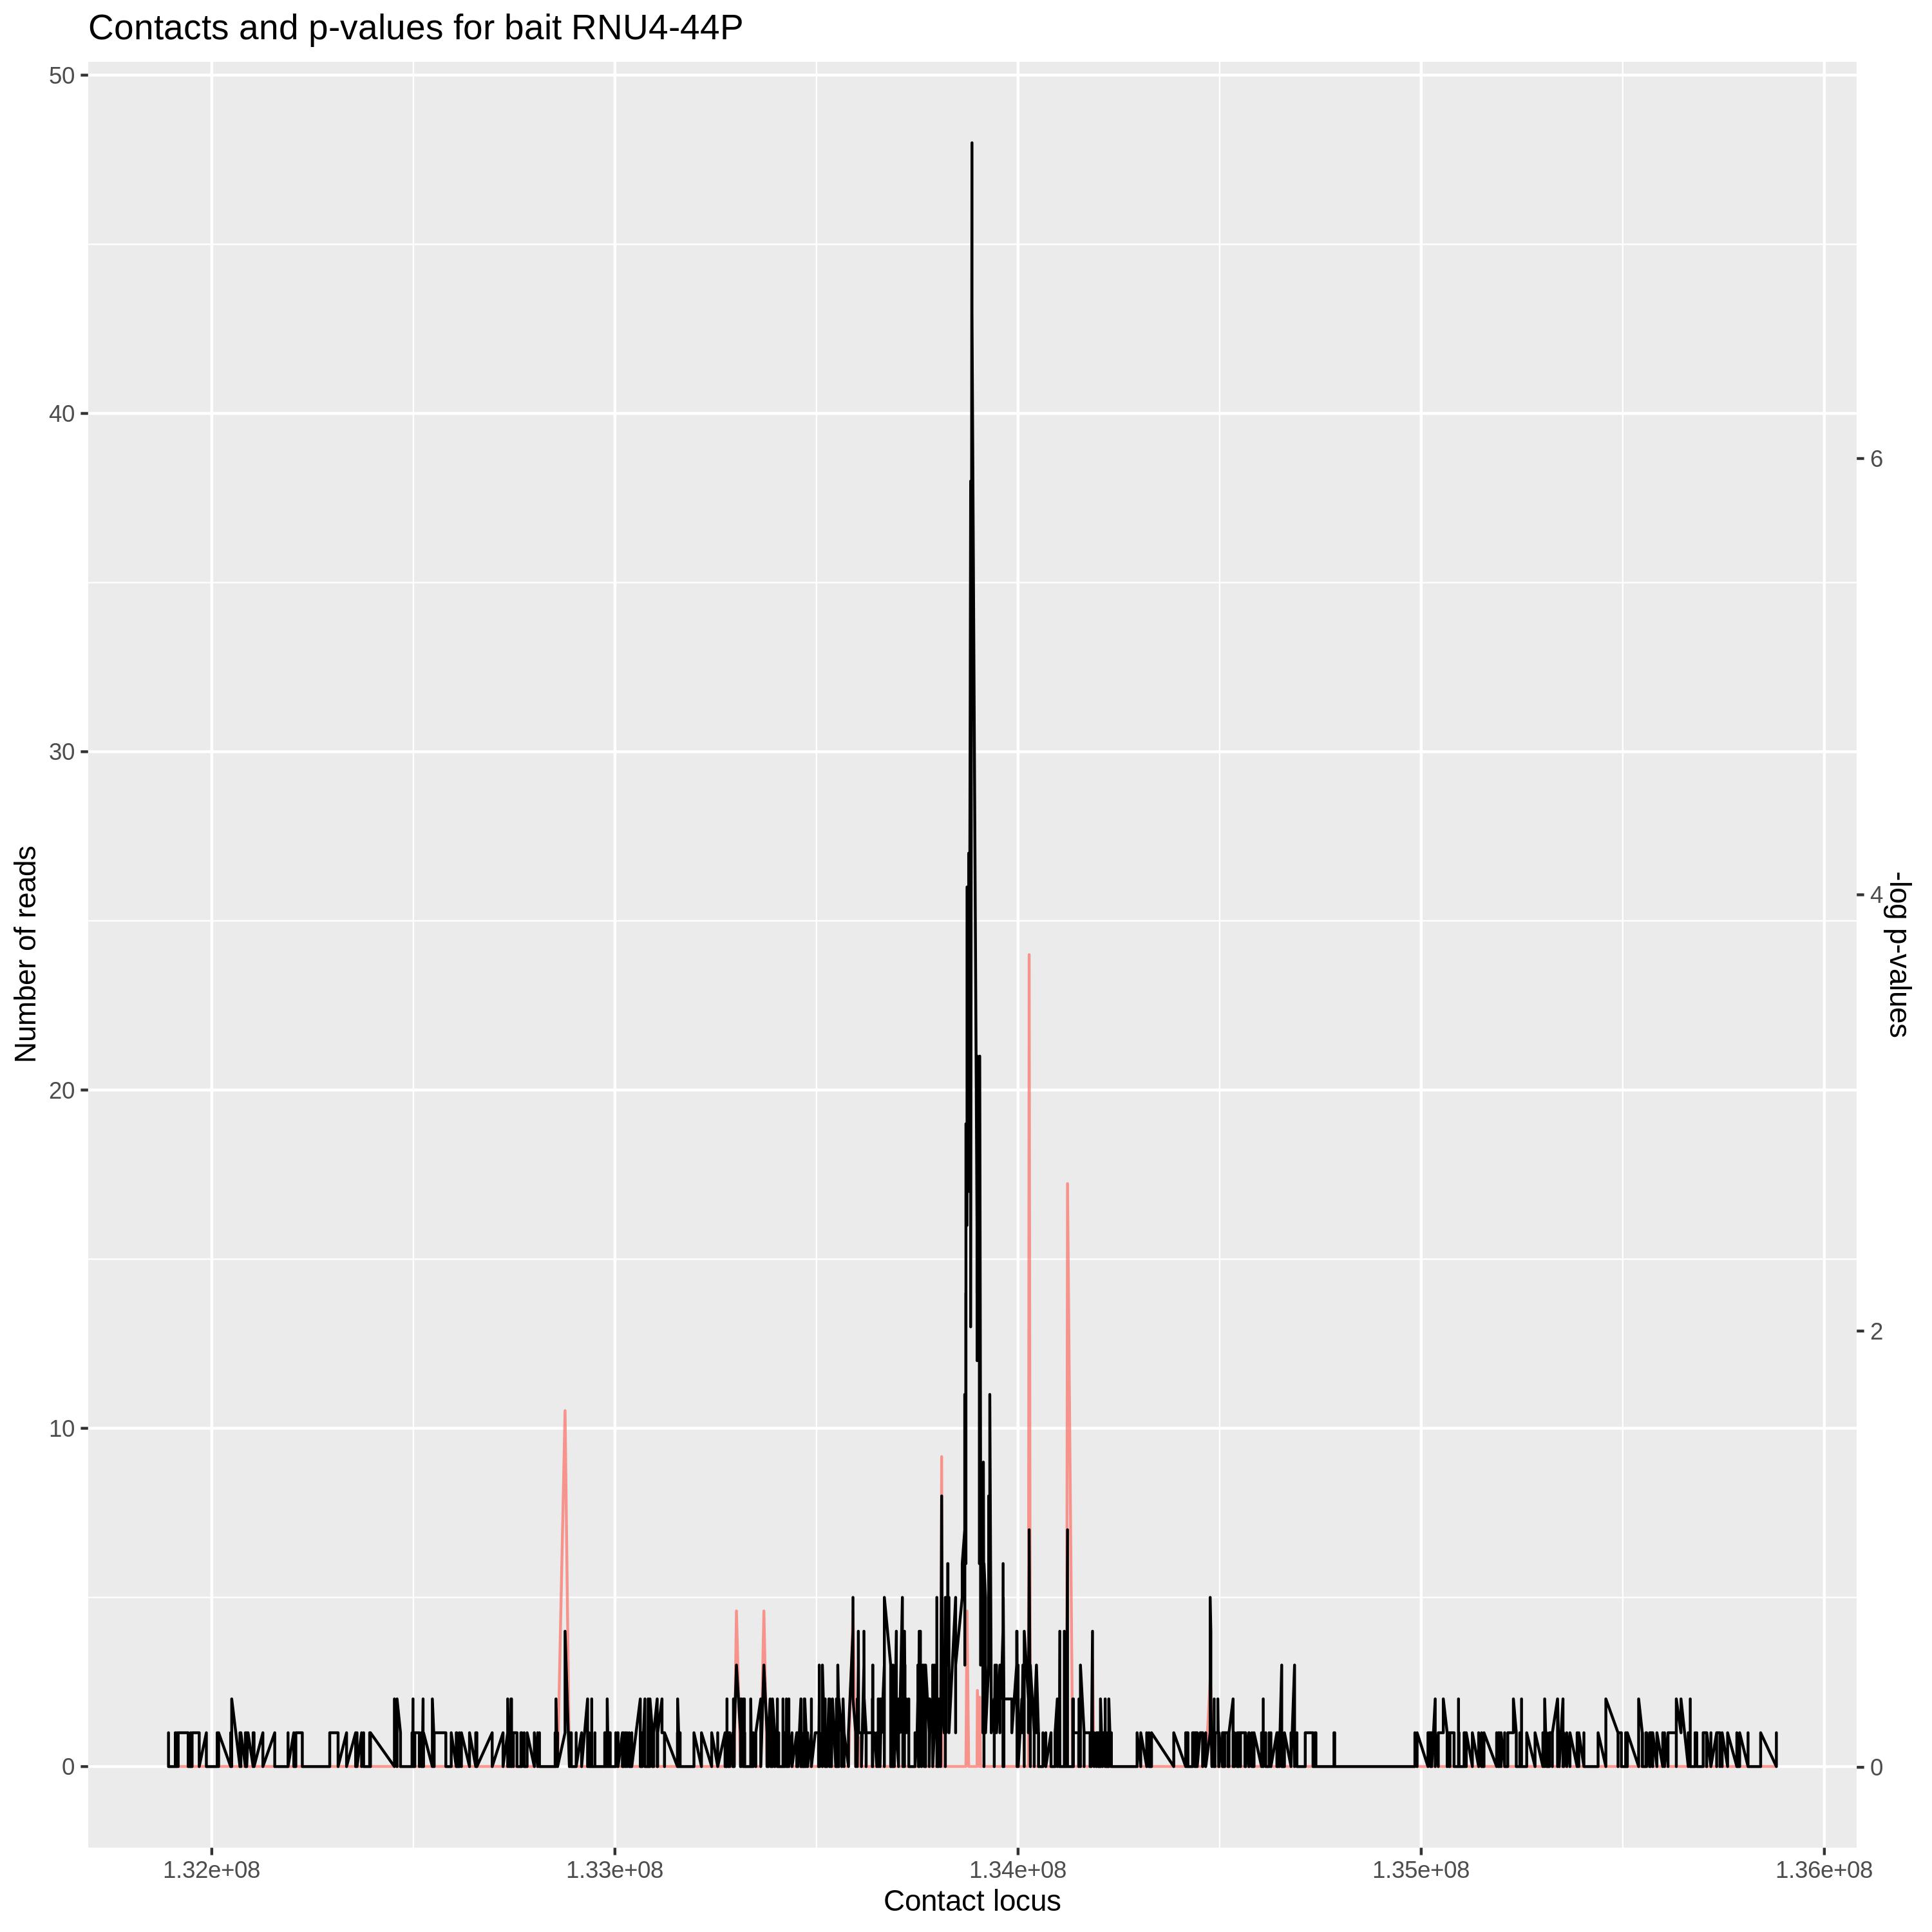 Contacts and p-values for bait RNU4-44P
50
40
30
20
10
0
Number of reads
6
4
2
0
-log p-values
1.32e+08
1.33e+08
1.34e+08
1.35e+08
1.36e+08
Contact locus